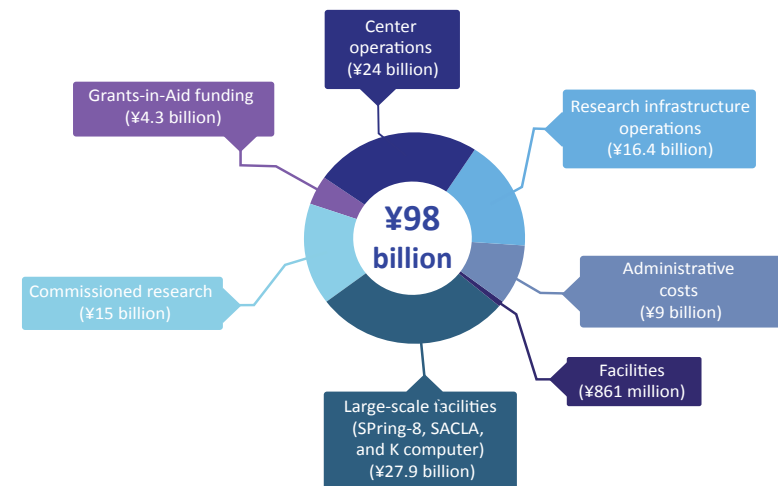 Center
operations
(¥24 billion)
Grants-in-Aid funding
(¥4.3 billion)
Research infrastructure
operations
(¥16.4 billion)
¥98
billion
Commissioned research
(¥15 billion)
Administrative
costs
(¥9 billion)
Facilities
(¥861 million)
Large-scale facilities
(SPring-8, SACLA,
and K computer)
(¥27.9 billion)